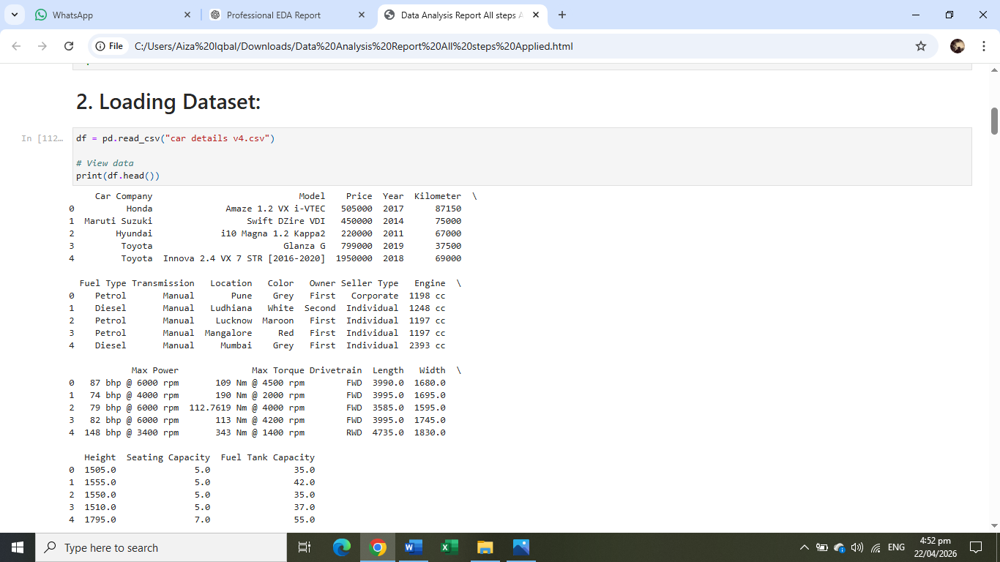 WhatsApp
Professional EDA Report
Data Analysis Report All steps A
File
C:/Users/Aiza%20Iqbal/Downloads/Data%20Analysis%20Report%20All%20steps%20Applied.html
2. Loading Dataset:
In [112…
df = pd.read_csv("car details v4.csv")
# View data
print(df.head())
Car Company Model Price Year Kilometer \
0 Honda Amaze 1.2 VX i-VTEC 505000 2017 87150
1 Maruti Suzuki Swift DZire VDI 450000 2014 75000
2 Hyundai i10 Magna 1.2 Kappa2 220000 2011 67000
3 Toyota Glanza G 799000 2019 37500
4 Toyota Innova 2.4 VX 7 STR [2016-2020] 1950000 2018 69000
Fuel Type Transmission Location Color Owner Seller Type Engine \
0 Petrol Manual Pune Grey First Corporate 1198 cc
1 Diesel Manual Ludhiana White Second Individual 1248 cc
2 Petrol Manual Lucknow Maroon First Individual 1197 cc
3 Petrol Manual Mangalore Red First Individual 1197 cc
4 Diesel Manual Mumbai Grey First Individual 2393 cc
Max Power Max Torque Drivetrain Length Width \
0 87 bhp @ 6000 rpm 109 Nm @ 4500 rpm FWD 3990.0 1680.0
1 74 bhp @ 4000 rpm 190 Nm @ 2000 rpm FWD 3995.0 1695.0
2 79 bhp @ 6000 rpm 112.7619 Nm @ 4000 rpm FWD 3585.0 1595.0
3 82 bhp @ 6000 rpm 113 Nm @ 4200 rpm FWD 3995.0 1745.0
4 148 bhp @ 3400 rpm 343 Nm @ 1400 rpm RWD 4735.0 1830.0
Height Seating Capacity Fuel Tank Capacity
0 1505.0 5.0 35.0
1 1555.0 5.0 42.0
2 1550.0 5.0 35.0
3 1510.0 5.0 37.0
4 1795.0 7.0 55.0
Type here to search
ENG
4:52 pm
22/04/2026